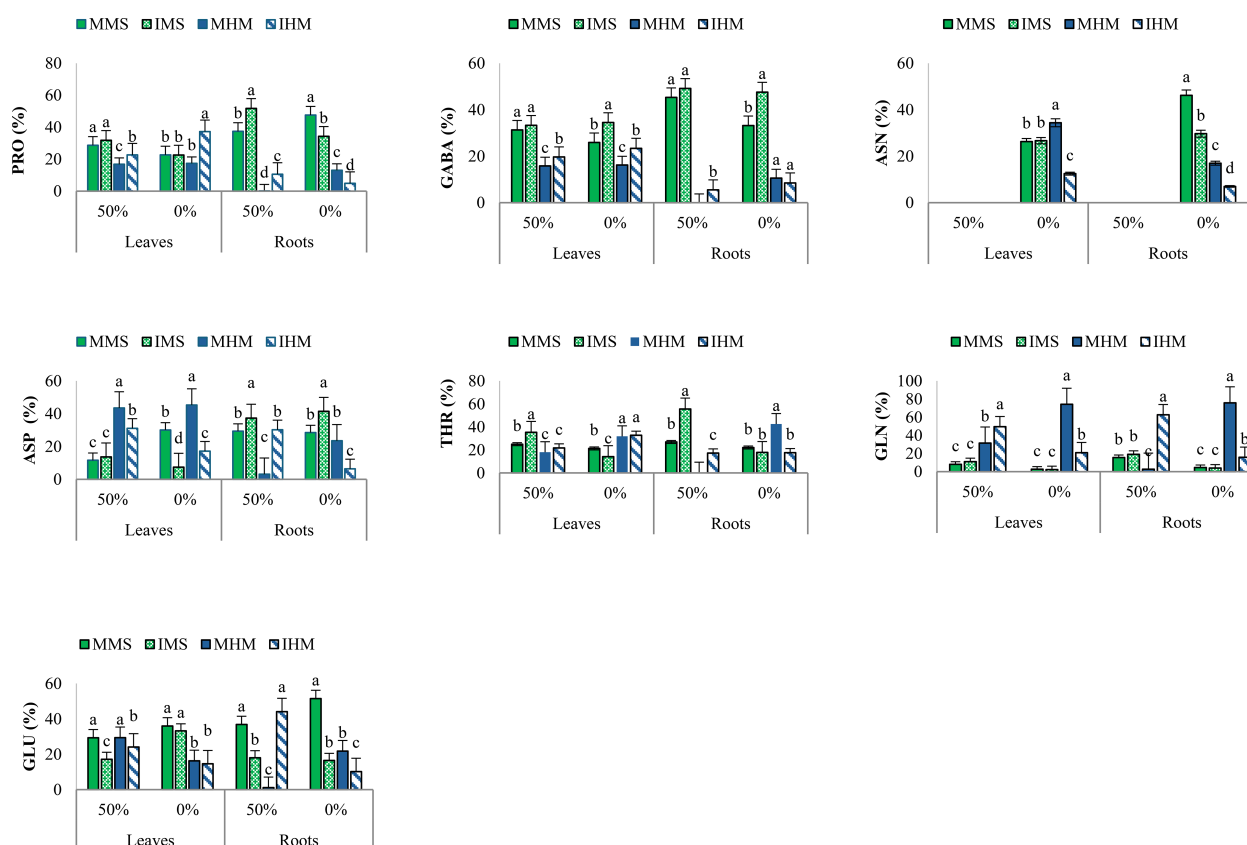 MMS IMS MHM IHM
PRO (%)
80
60
40
20
0
a a c b
b b b a
b a d c
a b c d
50% 0% 50% 0%
Leaves Roots
MMS IMS MHM IHM
GABA (%)
60
40
20
0
a a c b
b a c b
a a b
b a a a
50% 0% 50% 0%
Leaves Roots
MMS IMS MHM IHM
ASN (%)
60
40
20
0
b b a c
a b c d
50% 0% 50% 0%
Leaves Roots
MMS IMS MHM IHM
ASP (%)
60
40
20
0
c c a b
b d a c
b a c b
b a b c
50% 0% 50% 0%
Leaves Roots
MMS IMS MHM IHM
THR (%)
80
60
40
20
0
b a c c
b c a a
b a c
b b a b
50% 0% 50% 0%
Leaves Roots
MMS IMS MHM IHM
GLN (%)
100
80
60
40
20
0
c c b a
c c a b
b b c a
c c a b
50% 0% 50% 0%
Leaves Roots
MMS IMS MHM IHM
GLU (%)
60
40
20
0
a c a b
a a b b
a b c a
a b b c
50% 0% 50% 0%
Leaves Roots